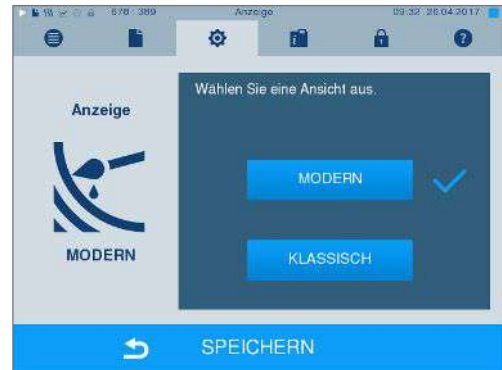 678 : 389 Anzeige 09:32 26.04.2017
Anzeige
Wählen Sie eine Ansicht aus.
MODERN
MODERN
KLASSISCH
SPEICHERN